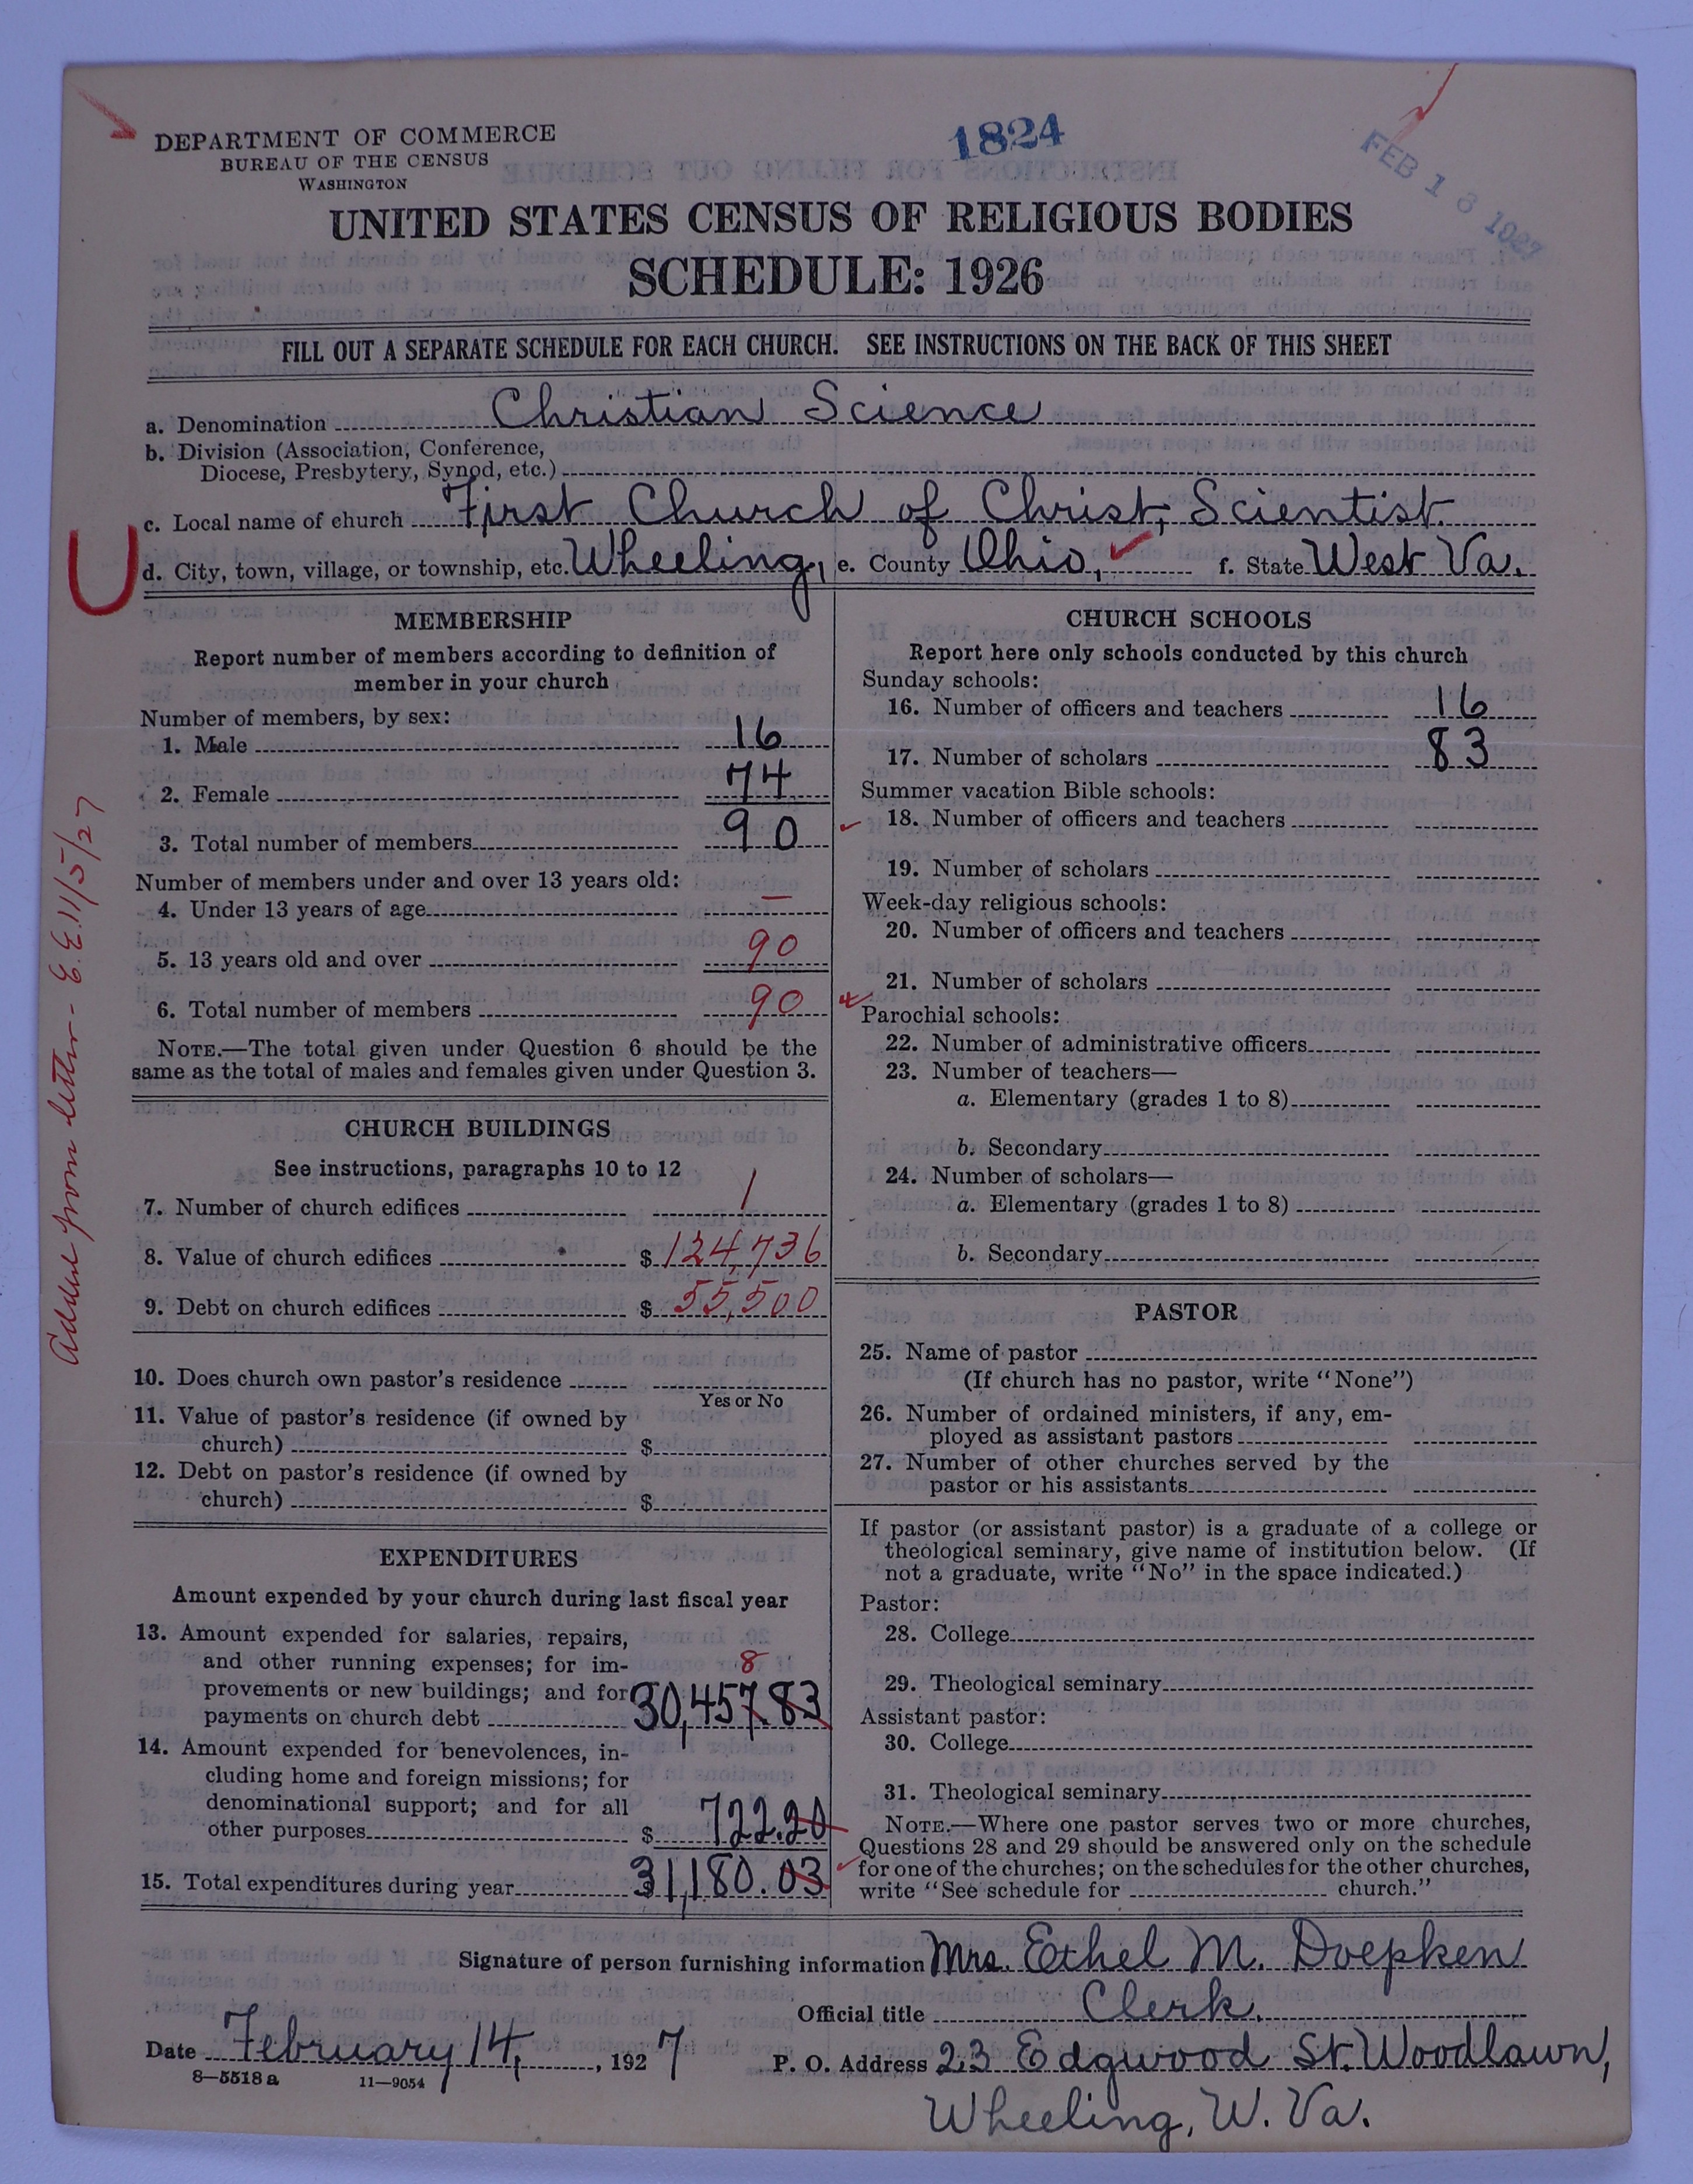 1824
FEB 18 1927
DEPARTMENT OF COMMERCE
BUREAU OF THE CENSUS
WASHINGTON
UNITED STATES CENSUS OF RELIGIOUS BODIES
SCHEDULE: 1926
FILL OUT A SEPARATE SCHEDULE FOR EACH CHURCH. SEE INSTRUCTIONS ON THE BACK OF THIS SHEET
a. Denomination Christian Science
b. Division (Association, Conference,
Diocese, Presbytery, Synod, etc.)
c. Local name of church First Church of Christ, Scientist.
d. City, town, village, or township, etc. Wheeling, e. County Ohio, f. State West Va.
Added from letter - E.E. 11/5/27
MEMBERSHIP
Report number of members according to definition of
member in your church
Number of members, by sex:
1. Male 16
2. Female 74
3. Total number of members 90
Number of members under and over 13 years old:
4. Under 13 years of age —
5. 13 years old and over 90
6. Total number of members 90
NOTE.—The total given under Question 6 should be the
same as the total of males and females given under Question 3.
CHURCH BUILDINGS
See instructions, paragraphs 10 to 12
7. Number of church edifices 1
8. Value of church edifices $124,736
9. Debt on church edifices $55,500
10. Does church own pastor's residence
Yes or No
11. Value of pastor's residence (if owned by
church) $
12. Debt on pastor's residence (if owned by
church) $
EXPENDITURES
Amount expended by your church during last fiscal year
13. Amount expended for salaries, repairs,
and other running expenses; for im- 8
provements or new buildings; and for 30,457.83
payments on church debt
14. Amount expended for benevolences, in-
cluding home and foreign missions; for
denominational support; and for all
other purposes $ 722.20
15. Total expenditures during year $31,180.03
CHURCH SCHOOLS
Report here only schools conducted by this church
Sunday schools:
16. Number of officers and teachers 16
17. Number of scholars 83
Summer vacation Bible schools:
18. Number of officers and teachers
19. Number of scholars
Week-day religious schools:
20. Number of officers and teachers
21. Number of scholars
Parochial schools:
22. Number of administrative officers
23. Number of teachers—
a. Elementary (grades 1 to 8)
b. Secondary
24. Number of scholars—
a. Elementary (grades 1 to 8)
b. Secondary
PASTOR
25. Name of pastor
(If church has no pastor, write "None")
26. Number of ordained ministers, if any, em-
ployed as assistant pastors
27. Number of other churches served by the
pastor or his assistants
If pastor (or assistant pastor) is a graduate of a college or
theological seminary, give name of institution below. (If
not a graduate, write "No" in the space indicated.)
Pastor:
28. College
29. Theological seminary
Assistant pastor:
30. College
31. Theological seminary
NOTE.—Where one pastor serves two or more churches,
Questions 28 and 29 should be answered only on the schedule
for one of the churches; on the schedules for the other churches,
write "See schedule for church."
Signature of person furnishing information Mrs. Ethel M. Doepken
Official title Clerk.
Date February 14, 1927 P. O. Address 23 Edgwood St. Woodlawn,
8—5518 a 11—9054
Wheeling, W. Va.